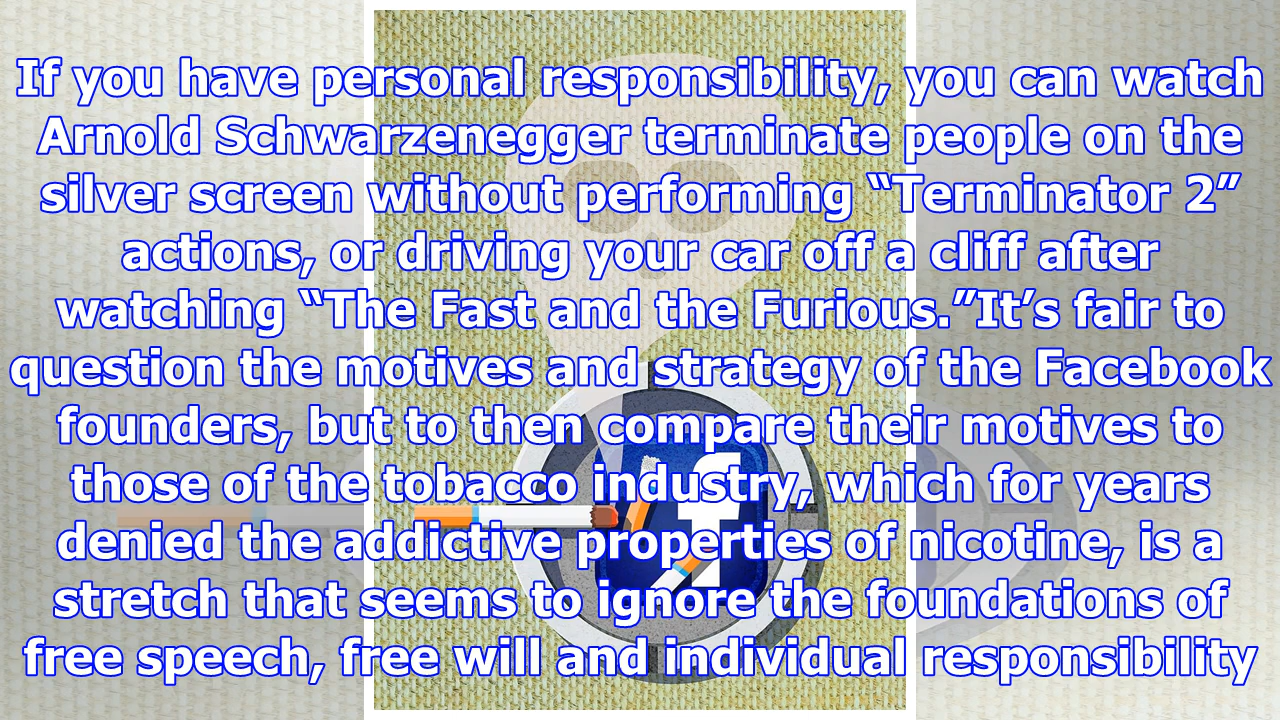 If you have personal responsibility, you can watch
Arnold Schwarzenegger terminate people on the
silver screen without performing “Terminator 2”
actions, or driving your car off a cliff after
watching “The Fast and the Furious.”It’s fair to
question the motives and strategy of the Facebook
founders, but to then compare their motives to
those of the tobacco industry, which for years
denied the addictive properties of nicotine, is a
stretch that seems to ignore the foundations of
free speech, free will and individual responsibility